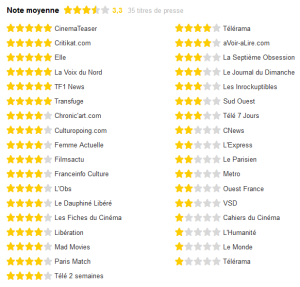 Note moyenne 3,3 35 titres de presse
CinemaTeaser
Critikat.com
Elle
La Voix du Nord
TF1 News
Transfuge
Chronic'art.com
Culturopoing.com
Femme Actuelle
Filmsactu
Franceinfo Culture
L'Obs
Le Dauphiné Libéré
Les Fiches du Cinéma
Libération
Mad Movies
Paris Match
Télé 2 semaines
Télérama
aVoir-aLire.com
La Septième Obsession
Le Journal du Dimanche
Les Inrockuptibles
Sud Ouest
Télé 7 Jours
CNews
L'Express
Le Parisien
Metro
Ouest France
VSD
Cahiers du Cinéma
L'Humanité
Le Monde
Télérama